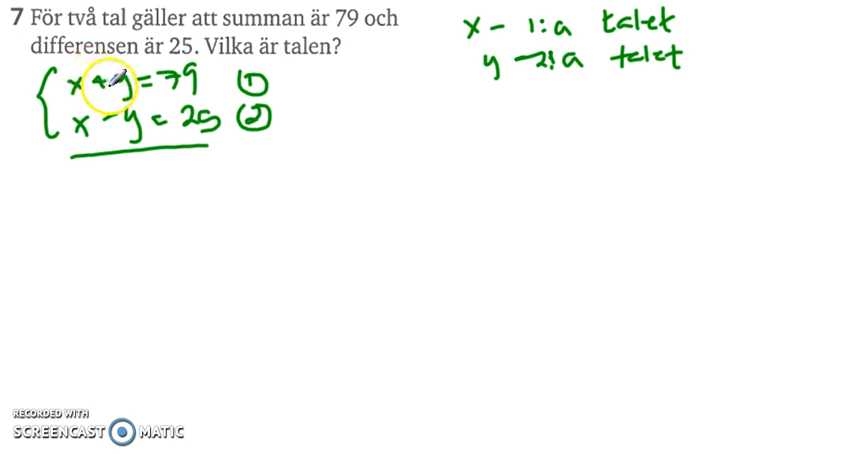 7 För två tal gäller att summan är 79 och
differensen är 25. Vilka är talen?
x - 1:a talet
y - 2:a talet
x + y = 79 (1)
x - y = 25 (2)
RECORDED WITH
SCREENCAST MATIC